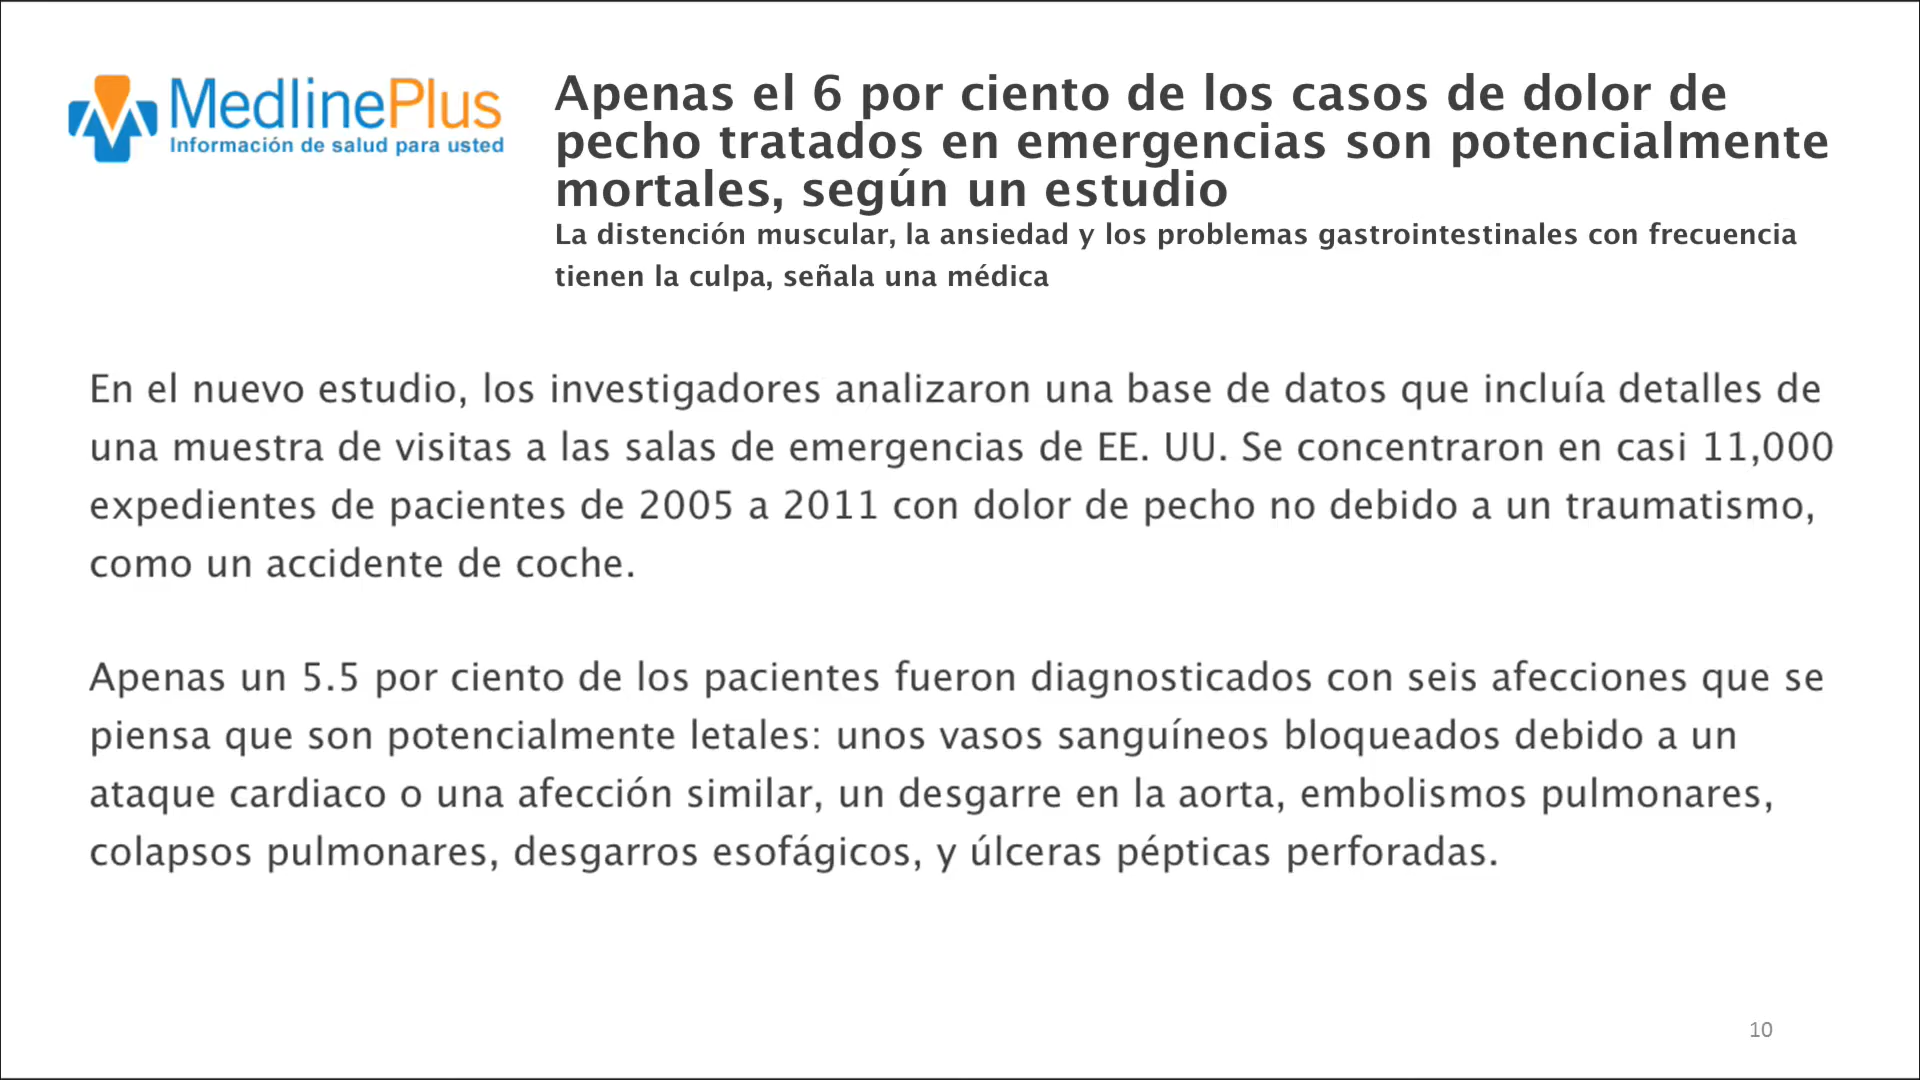 MedlinePlus
Información de salud para usted
Apenas el 6 por ciento de los casos de dolor de
pecho tratados en emergencias son potencialmente
mortales, según un estudio
La distención muscular, la ansiedad y los problemas gastrointestinales con frecuencia
tienen la culpa, señala una médica
En el nuevo estudio, los investigadores analizaron una base de datos que incluía detalles de
una muestra de visitas a las salas de emergencias de EE. UU. Se concentraron en casi 11,000
expedientes de pacientes de 2005 a 2011 con dolor de pecho no debido a un traumatismo,
como un accidente de coche.
Apenas un 5.5 por ciento de los pacientes fueron diagnosticados con seis afecciones que se
piensa que son potencialmente letales: unos vasos sanguíneos bloqueados debido a un
ataque cardiaco o una afección similar, un desgarre en la aorta, embolismos pulmonares,
colapsos pulmonares, desgarros esofágicos, y úlceras pépticas perforadas.
10